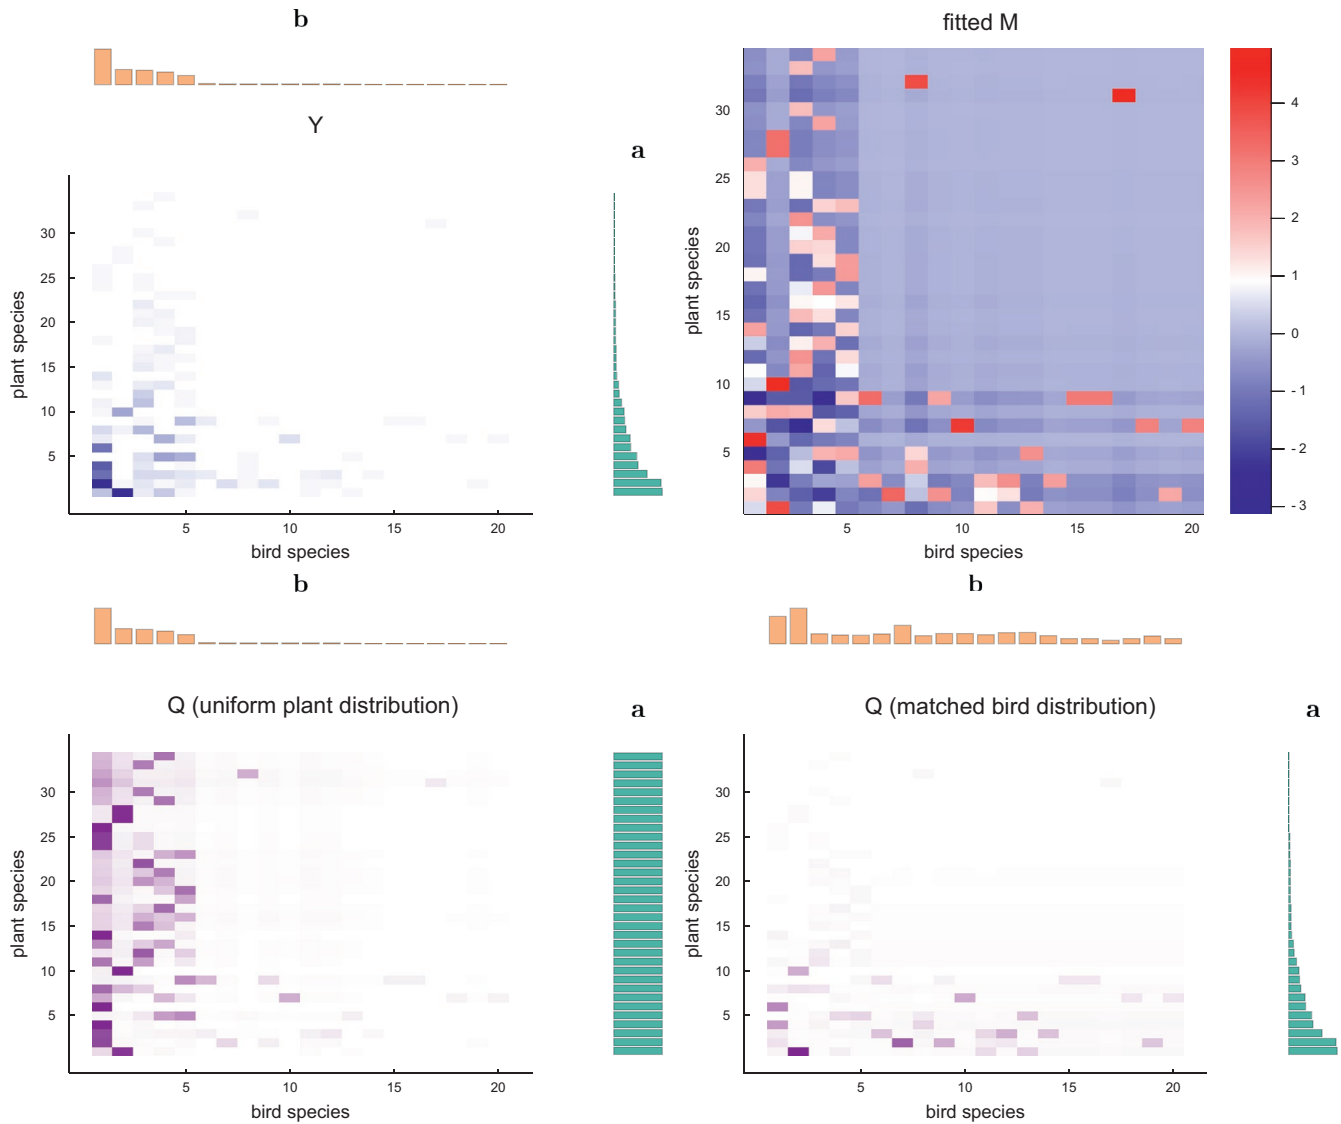 b
Y
a
plant species
30
25
20
15
10
5
5 10 15 20
bird species
fitted M
plant species
30
25
20
15
10
5
5 10 15 20
bird species
4
3
2
1
0
- 1
- 2
- 3
b
Q (uniform plant distribution)
a
plant species
30
25
20
15
10
5
5 10 15 20
bird species
b
Q (matched bird distribution)
a
plant species
30
25
20
15
10
5
5 10 15 20
bird species